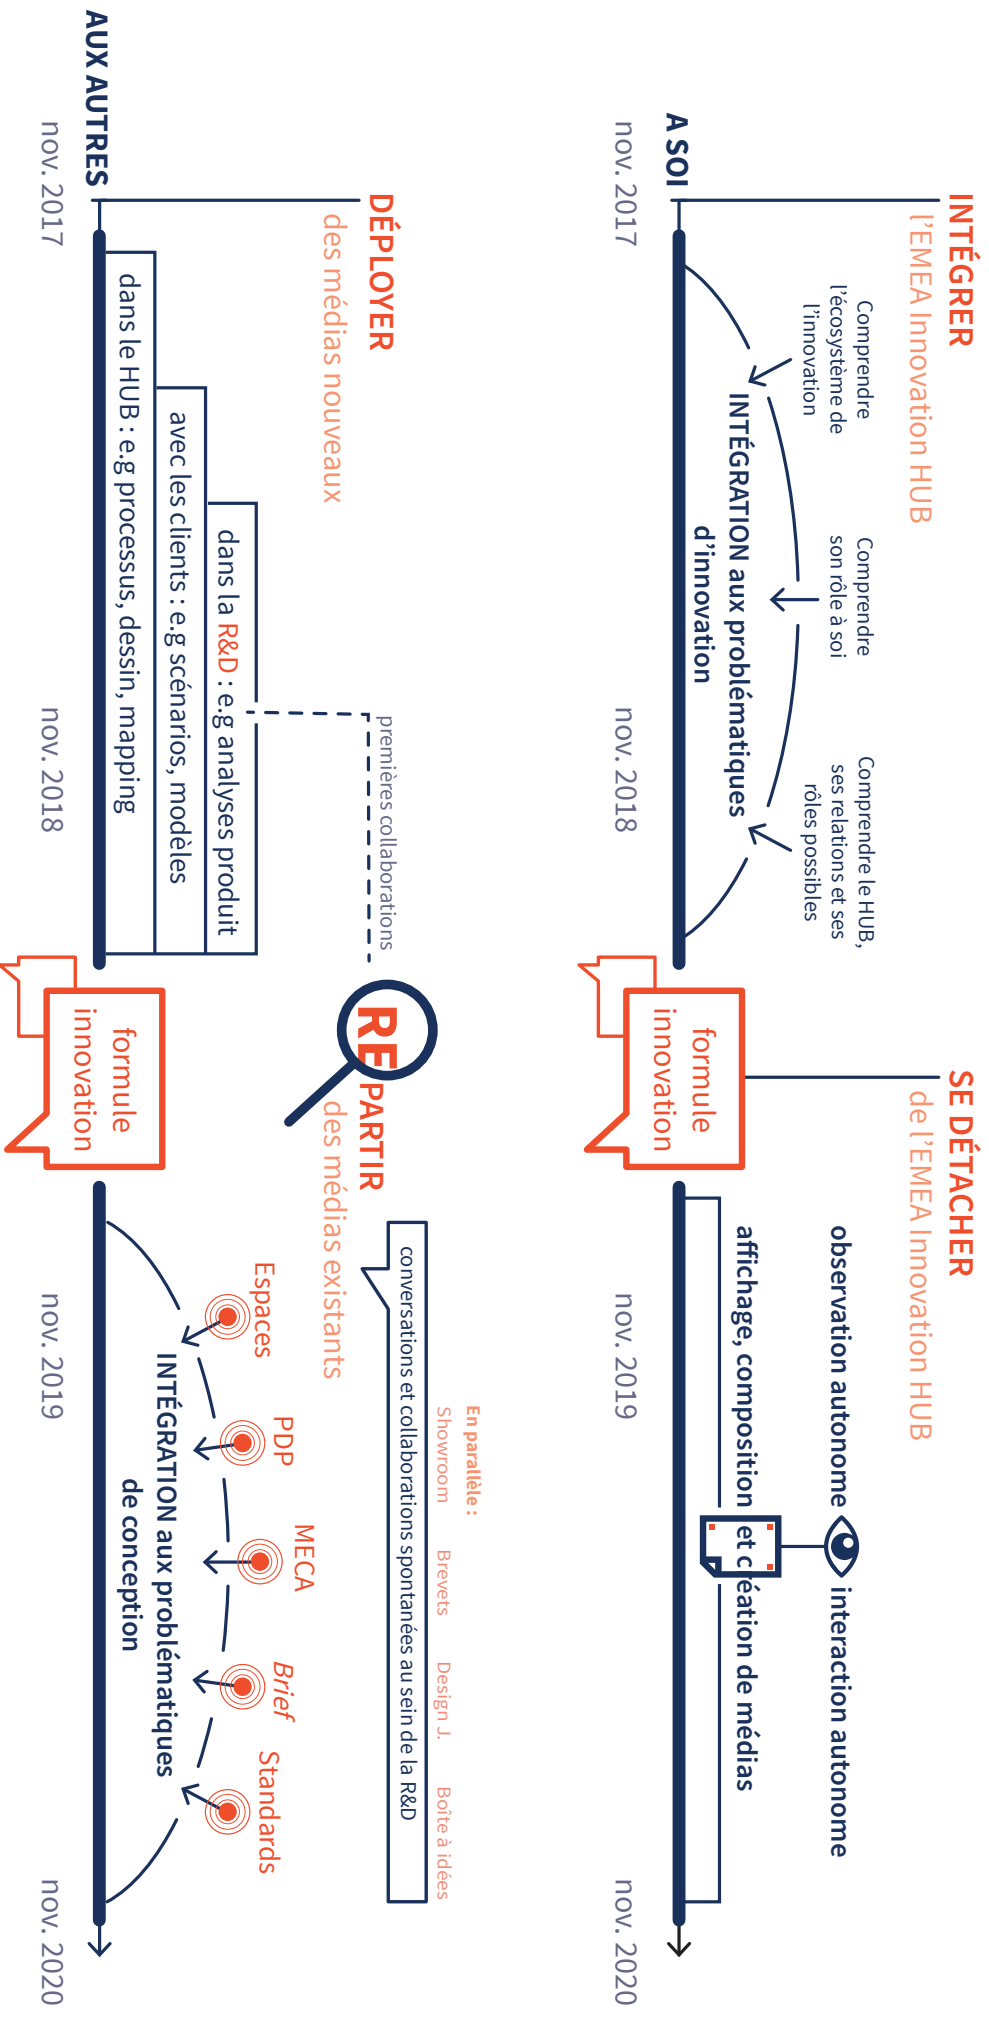 INTÉGRER
l'EMEA Innovation HUB
SE DÉTACHER
de l'EMEA Innovation HUB
Comprendre
l'écosystème de
l'innovation
Comprendre
son rôle à soi
Comprendre le HUB,
ses relations et ses
rôles possibles
INTÉGRATION aux problématiques
d'innovation
observation autonome
interaction autonome
affichage, composition et création de médias
A SOI
formule
innovation
nov. 2017
nov. 2018
nov. 2019
nov. 2020
En parallèle :
Showroom
Brevets
Design J.
Boîte à idées
conversations et collaborations spontanées au sein de la R&D
DÉPLOYER
des médias nouveaux
premières collaborations
REPARTIR
des médias existants
dans la R&D : e.g analyses produit
avec les clients : e.g scénarios, modèles
dans le HUB : e.g processus, dessin, mapping
Espaces
PDP
MECA
Brief
Standards
INTÉGRATION aux problématiques
de conception
AUX AUTRES
formule
innovation
nov. 2017
nov. 2018
nov. 2019
nov. 2020